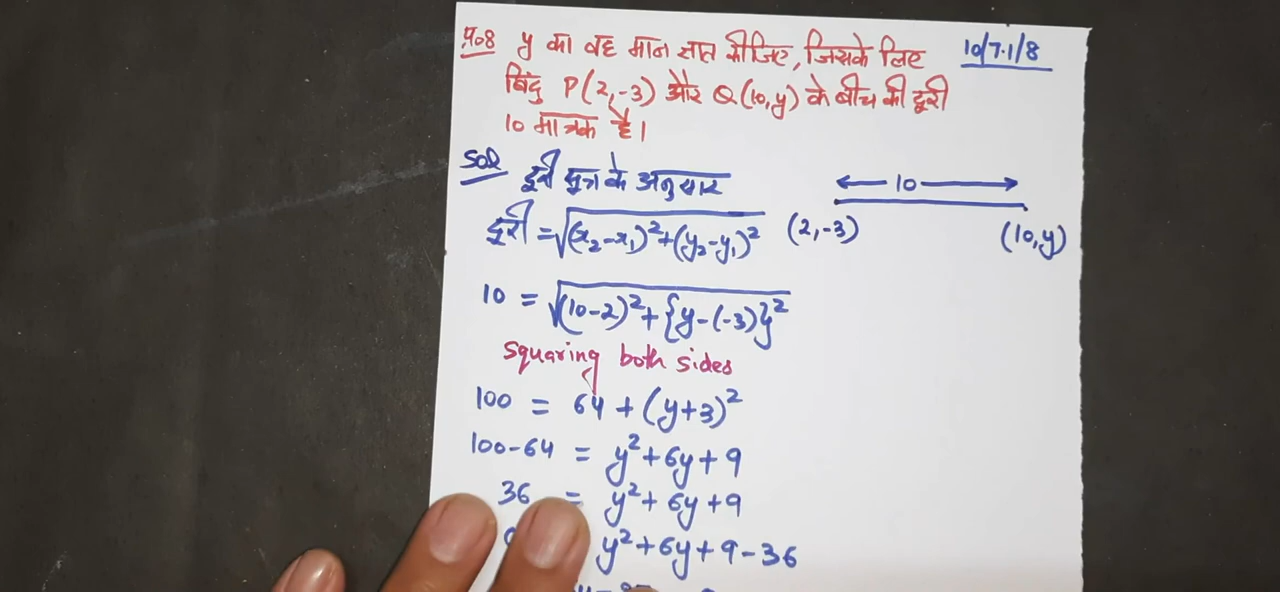 प्र.08 y का वह मान ज्ञात कीजिए, जिसके लिए 10/7.1/8
बिंदु P(2,-3) और Q(10,y) के बीच की दूरी
10 मात्रक है।
Sol दूरी सूत्र के अनुसार
10
दूरी = √(x₂-x₁)²+(y₂-y₁)² (2,-3) (10,y)
10 = √(10-2)²+{y-(-3)}²
squaring both sides
100 = 64+(y+3)²
100-64 = y²+6y+9
36 = y²+6y+9
y²+6y+9-36